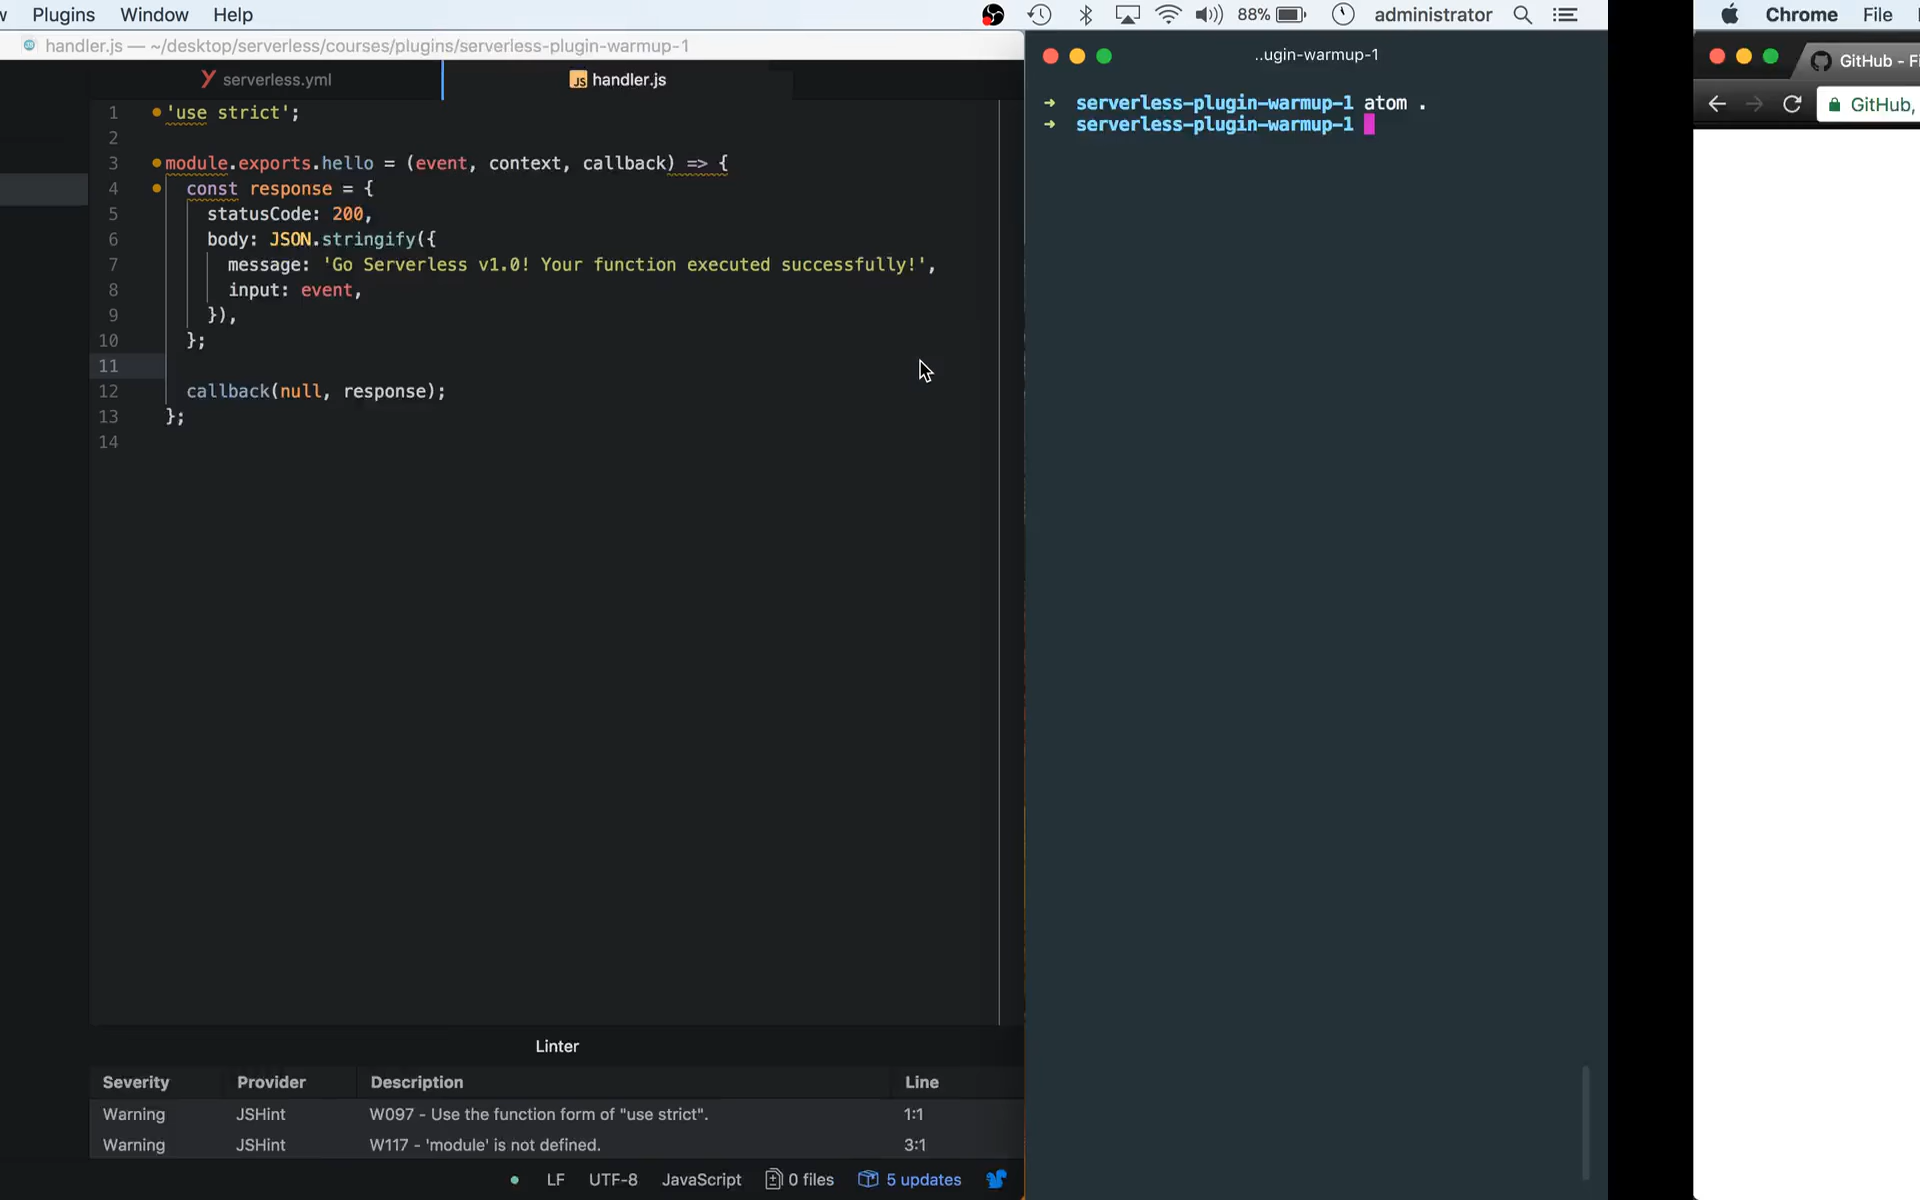 Plugins Window Help
88% administrator
Chrome File
handler.js — ~/desktop/serverless/courses/plugins/serverless-plugin-warmup-1
..ugin-warmup-1
GitHub - Fi
GitHub,
serverless.yml
handler.js
1 'use strict';
2
3 module.exports.hello = (event, context, callback) => {
4 const response = {
5 statusCode: 200,
6 body: JSON.stringify({
7 message: 'Go Serverless v1.0! Your function executed successfully!',
8 input: event,
9 }),
10 };
11
12 callback(null, response);
13 };
14
➜ serverless-plugin-warmup-1 atom .
➜ serverless-plugin-warmup-1
Linter
Severity Provider Description Line
Warning JSHint W097 - Use the function form of "use strict". 1:1
Warning JSHint W117 - 'module' is not defined. 3:1
LF UTF-8 JavaScript 0 files 5 updates